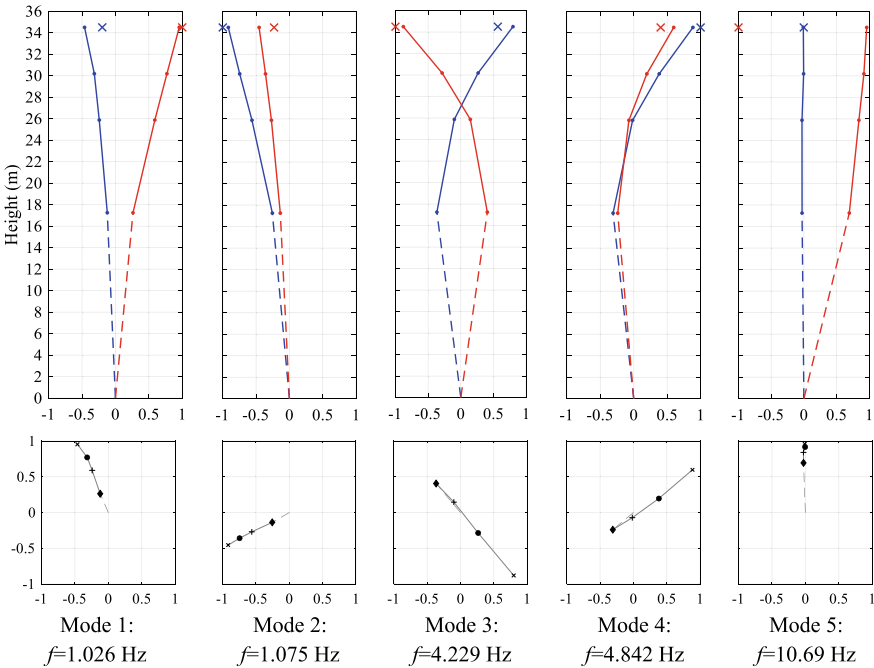 Height (m)
36
34
32
30
28
26
24
22
20
18
16
14
12
10
8
6
4
2
0
-1 -0.5 0 0.5 1
-1 -0.5 0 0.5 1
-1 -0.5 0 0.5 1
-1 -0.5 0 0.5 1
-1 -0.5 0 0.5 1
1
0.5
0
-0.5
-1
-1 -0.5 0 0.5 1
-1 -0.5 0 0.5 1
-1 -0.5 0 0.5 1
-1 -0.5 0 0.5 1
-1 -0.5 0 0.5 1
Mode 1:
f=1.026 Hz
Mode 2:
f=1.075 Hz
Mode 3:
f=4.229 Hz
Mode 4:
f=4.842 Hz
Mode 5:
f=10.69 Hz